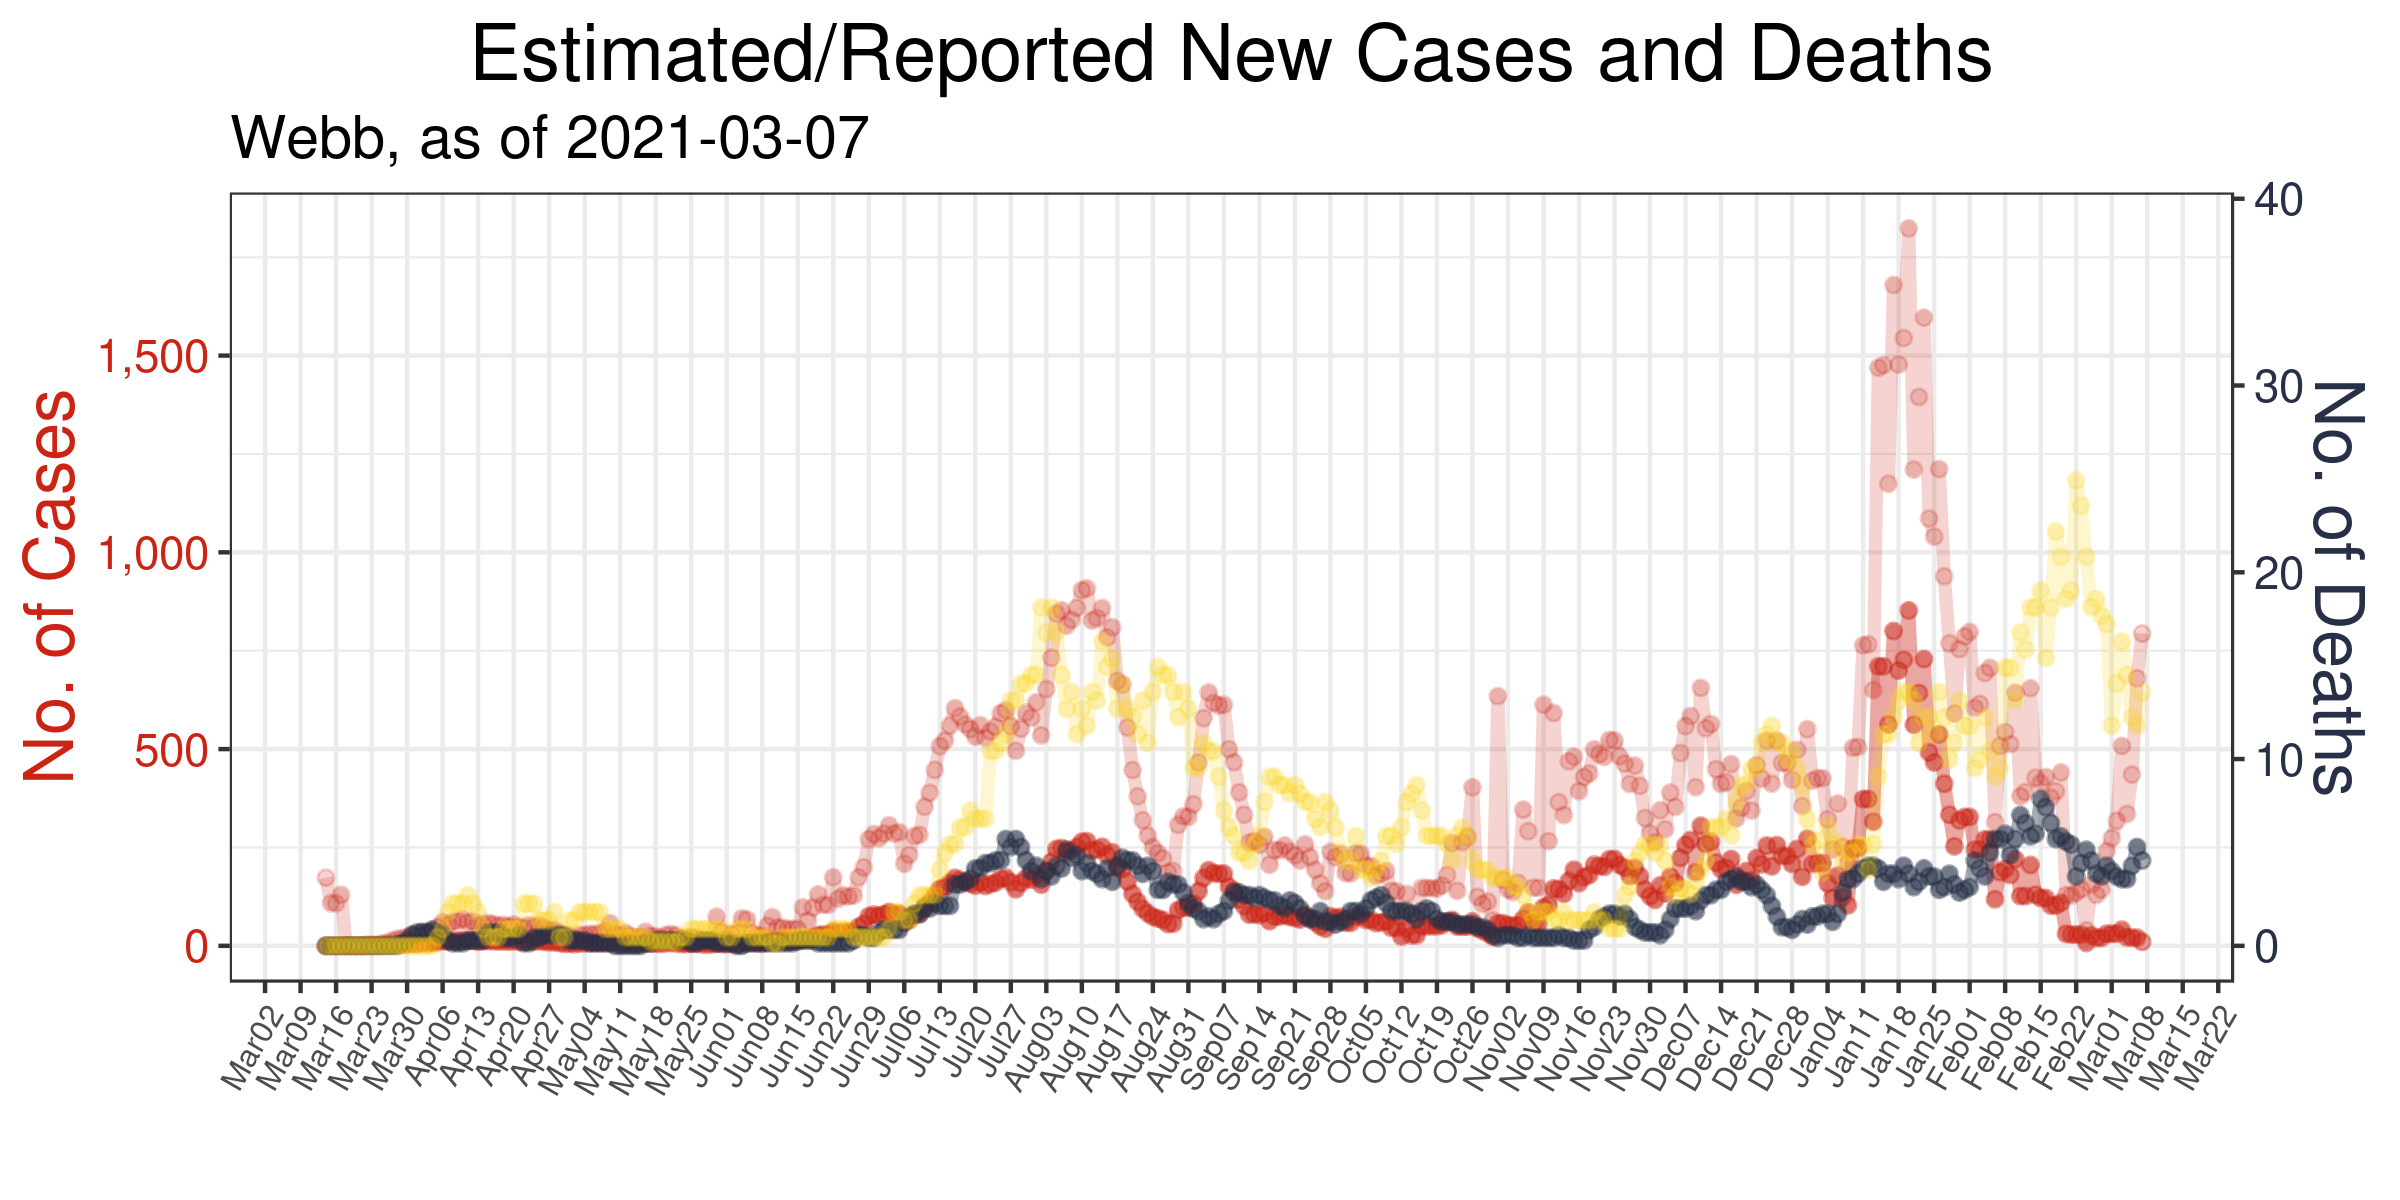 Estimated/Reported New Cases and Deaths
Webb, as of 2021-03-07
No. of Cases
1,500
1,000
500
0
40
30
20
10
0
No. of Deaths
Mar02
Mar09
Mar16
Mar23
Mar30
Apr06
Apr13
Apr20
Apr27
May04
May11
May18
May25
Jun01
Jun08
Jun15
Jun22
Jun29
Jul06
Jul13
Jul20
Jul27
Aug03
Aug10
Aug17
Aug24
Aug31
Sep07
Sep14
Sep21
Sep28
Oct05
Oct12
Oct19
Oct26
Nov02
Nov09
Nov16
Nov23
Nov30
Dec07
Dec14
Dec21
Dec28
Jan04
Jan11
Jan18
Jan25
Feb01
Feb08
Feb15
Feb22
Mar01
Mar08
Mar15
Mar22